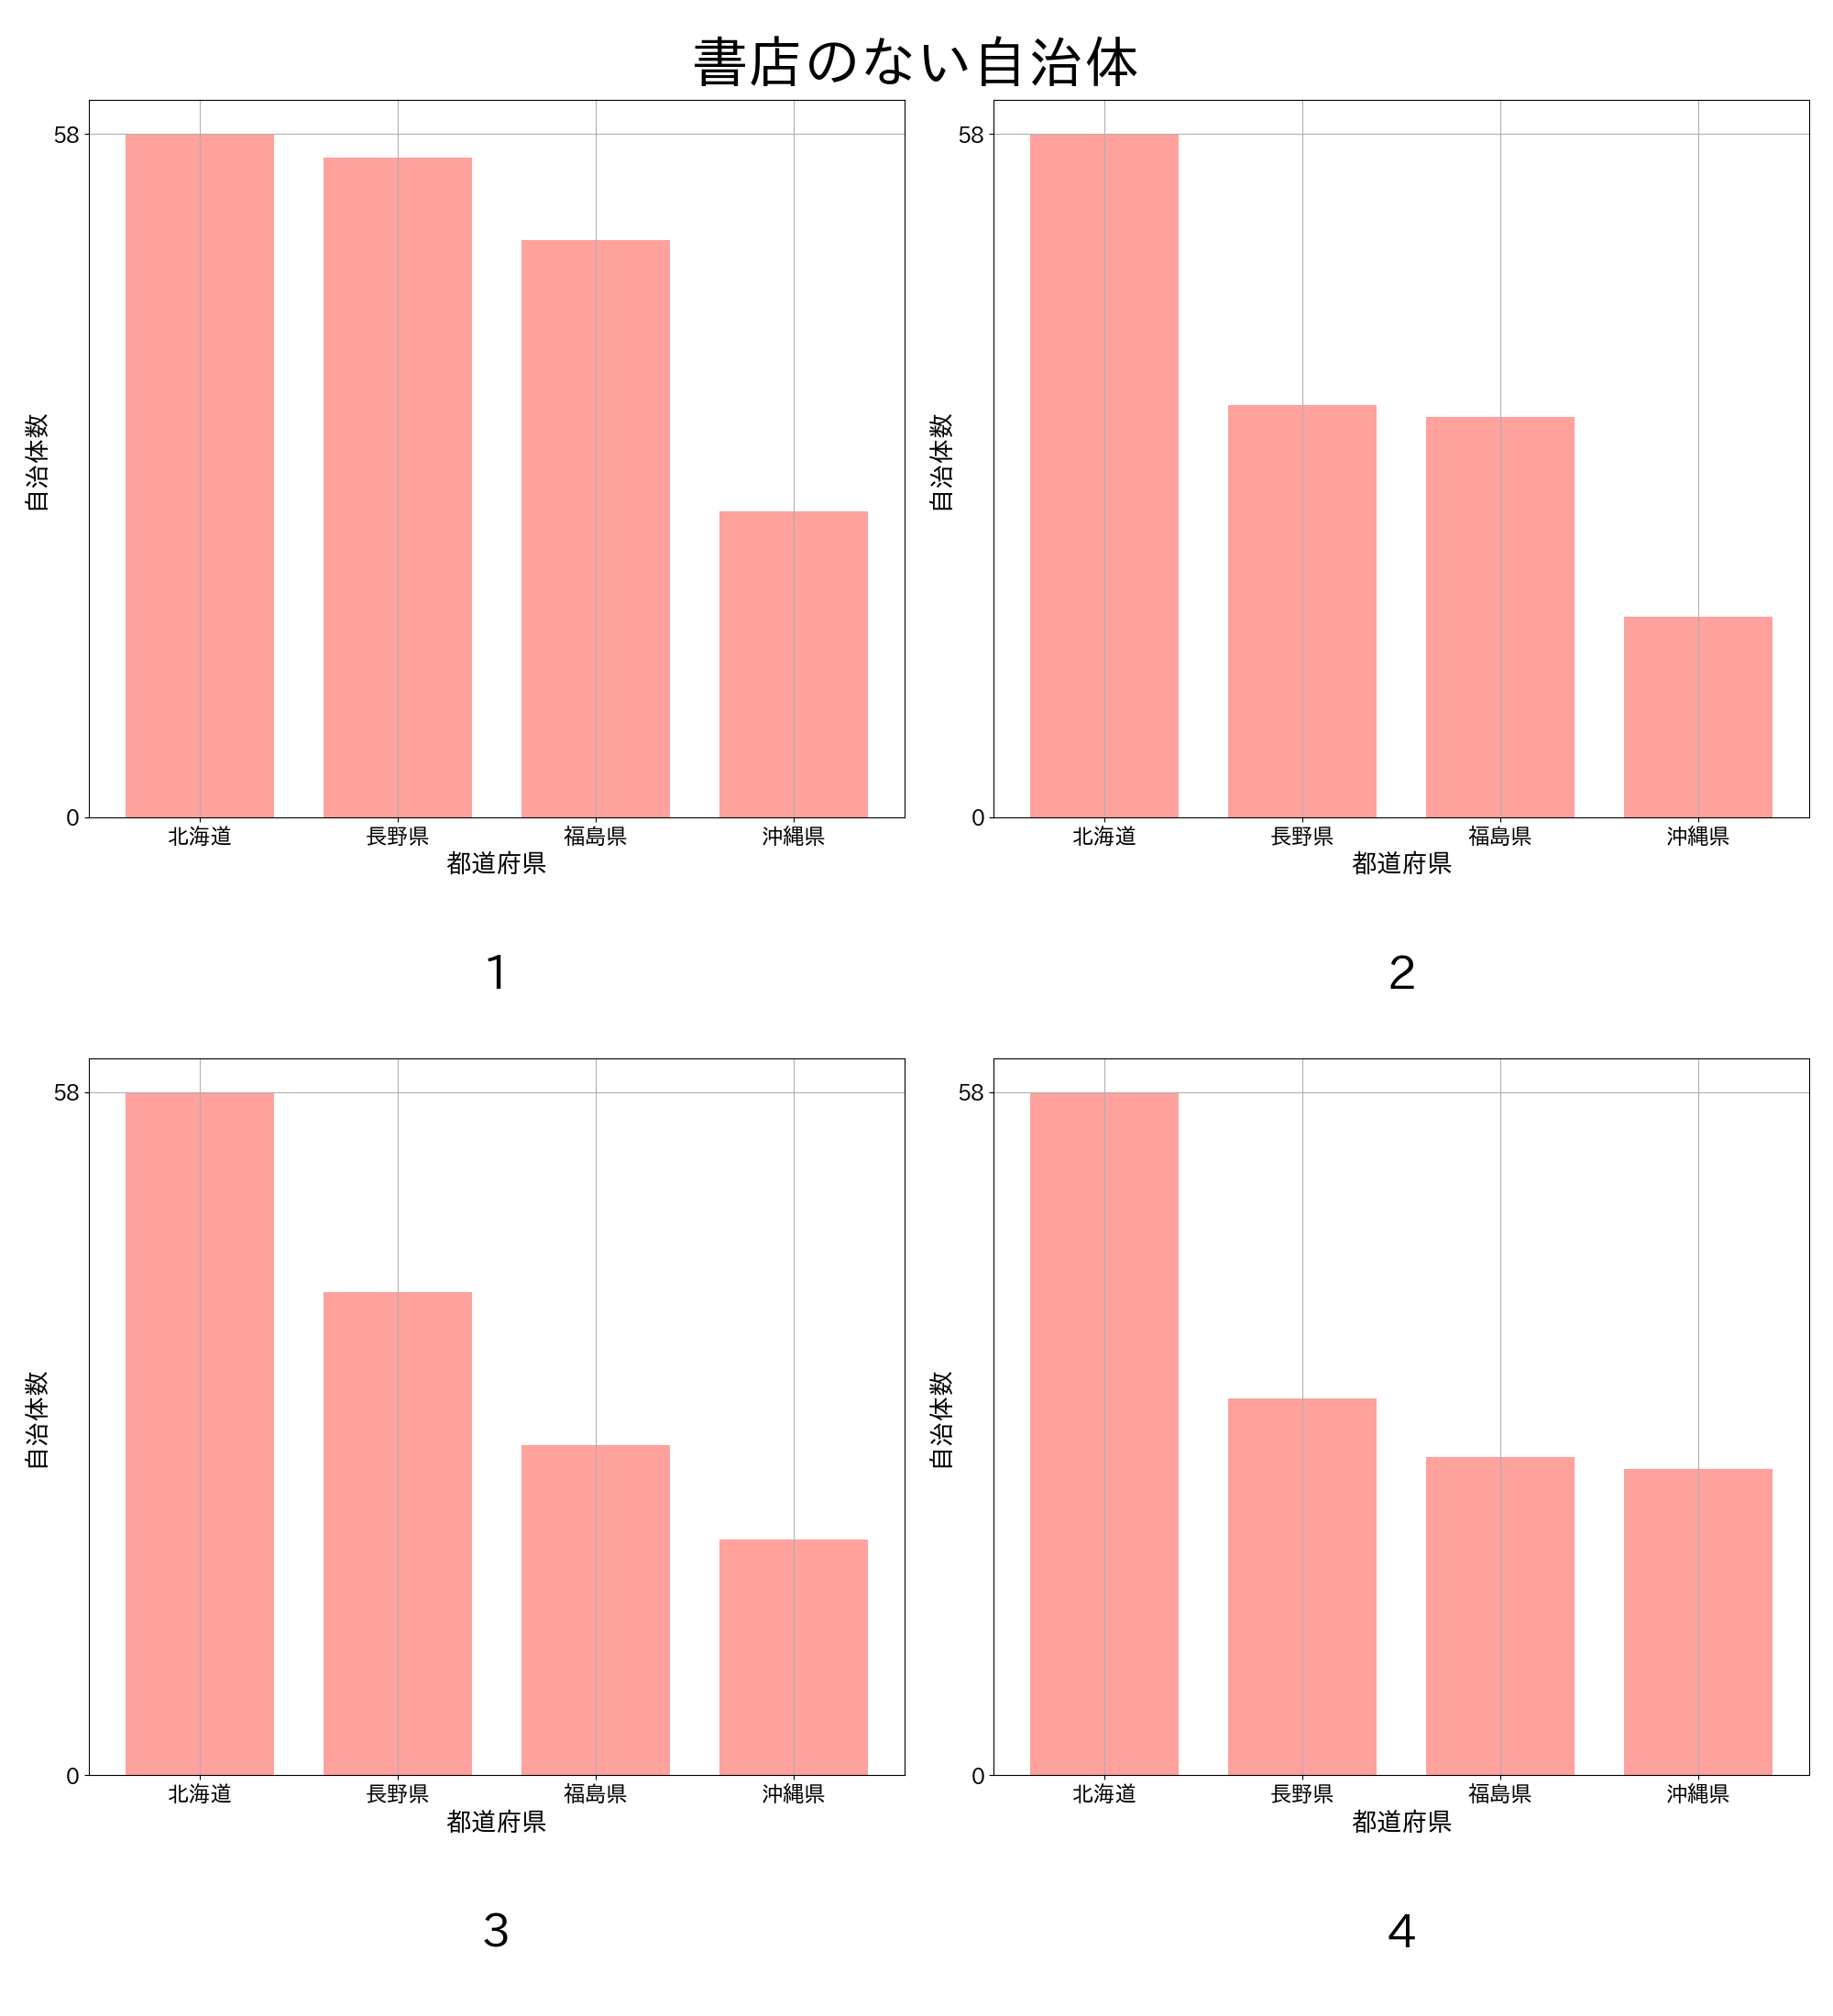 書店のない自治体
58
0
自治体数
北海道 長野県 福島県 沖縄県
都道府県
1
58
0
自治体数
北海道 長野県 福島県 沖縄県
都道府県
2
58
0
自治体数
北海道 長野県 福島県 沖縄県
都道府県
3
58
0
自治体数
北海道 長野県 福島県 沖縄県
都道府県
4